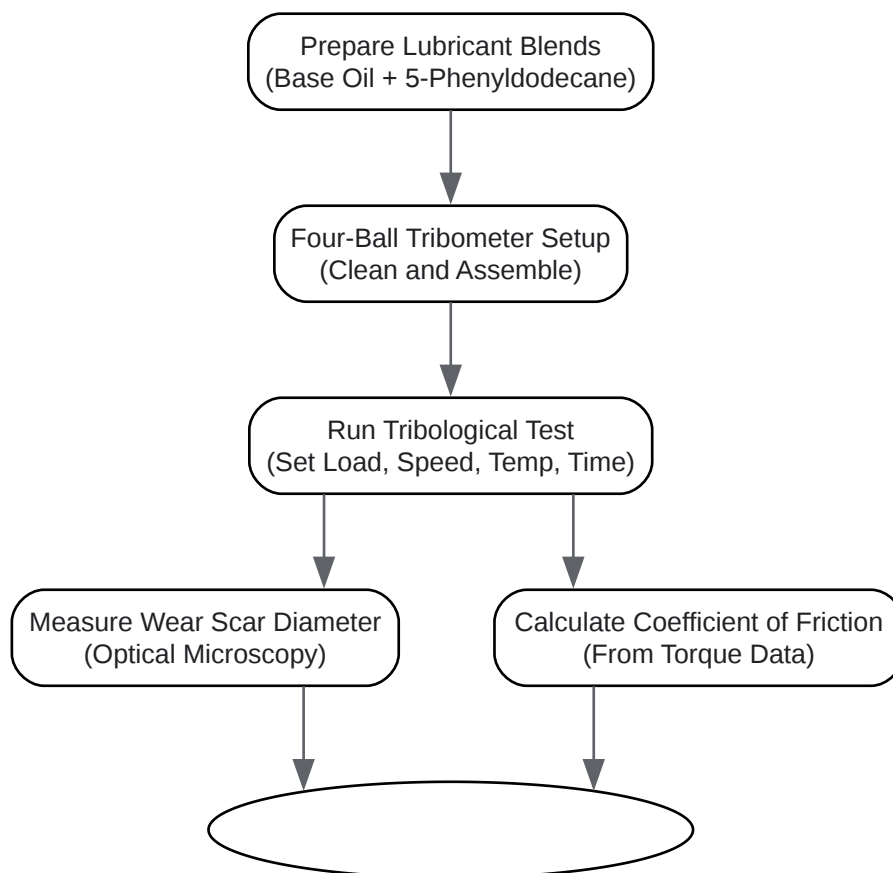 Prepare Lubricant Blends
(Base Oil + 5-Phenyldodecane)
Four-Ball Tribometer Setup
(Clean and Assemble)
Run Tribological Test
(Set Load, Speed, Temp, Time)
Measure Wear Scar Diameter
(Optical Microscopy)
Calculate Coefficient of Friction
(From Torque Data)